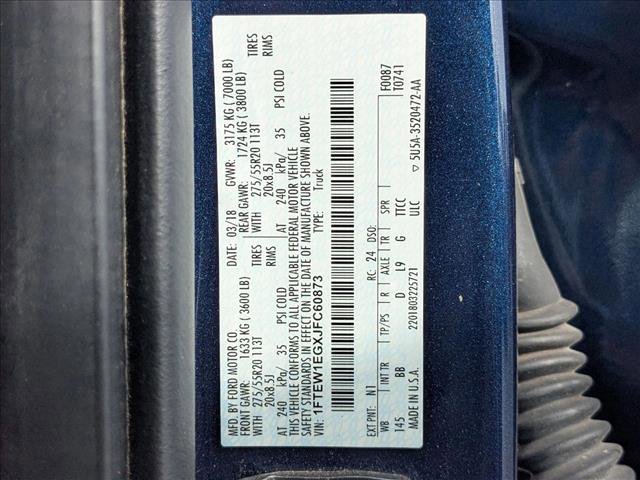 MFD. BY FORD MOTOR CO.
DATE: 03/18 GVWR: 3175 KG ( 7000 LB)
FRONT GAWR: 1633 KG ( 3600 LB) REAR GAWR: 1724 KG ( 3800 LB)
WITH 275/55R20 113T TIRES WITH 275/55R20 113T TIRES
20x8.5J RIMS 20x8.5J RIMS
AT 240 kPa/ 35 PSI COLD AT 240 kPa/ 35 PSI COLD
THIS VEHICLE CONFORMS TO ALL APPLICABLE FEDERAL MOTOR VEHICLE
SAFETY STANDARDS IN EFFECT ON THE DATE OF MANUFACTURE SHOWN ABOVE.
VIN: 1FTEW1EGXJFC60873 TYPE: Truck
F0087
T0741
EXT PNT: N1 RC: 24 DSO:
WB INT TR TP/PS R AXLE TR SPR
145 BB D L9 G TTCC
ULC
MADE IN U.S.A. 2201803225721 5U5A-3520472-AA